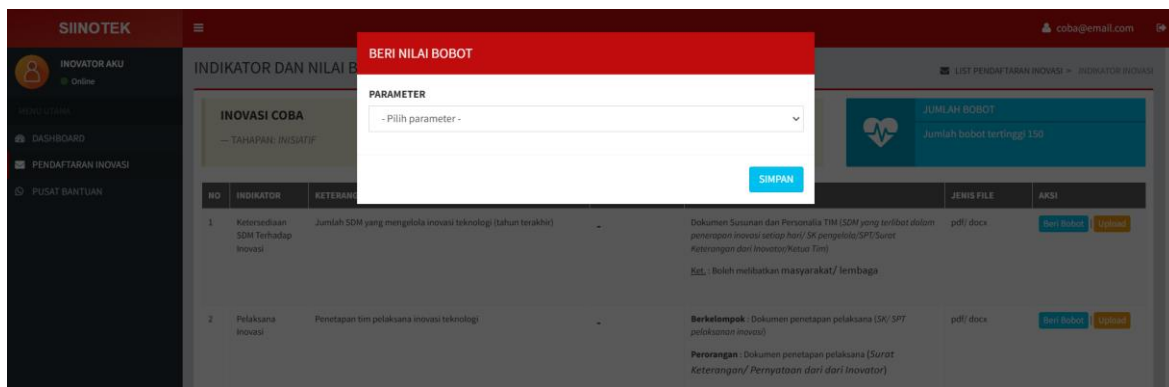 SIINOTEK
coba@email.com
INOVATOR AKU
Online
MENU UTAMA
DASHBOARD
PENDAFTARAN INOVASI
PUSAT BANTUAN
INDIKATOR DAN NILAI B
LIST PENDAFTARAN INOVASI > INDIKATOR INOVASI
BERI NILAI BOBOT
PARAMETER
- Pilih parameter -
SIMPAN
INOVASI COBA
— TAHAPAN: INISIATIF
JUMLAH BOBOT
Jumlah bobot tertinggi 150
NO INDIKATOR KETERANG JENIS FILE AKSI
1 Ketersediaan Jumlah SDM yang mengelola inovasi teknologi (tahun terakhir) - Dokumen Susunan dan Personalia TIM (SDM yang terlibat dalam pdf/ docx Beri Bobot Upload
SDM Terhadap penerapan inovasi setiap hari/ SK pengelola/SPT/Surat
Inovasi Keterangan dari Inovator/Ketua Tim)
Ket. : Boleh melibatkan masyarakat/ lembaga
2 Pelaksana Penetapan tim pelaksana inovasi teknologi - Berkelompok : Dokumen penetapan pelaksana (SK/ SPT pdf/ docx Beri Bobot Upload
Inovasi pelaksanan inovasi)
Perorangan : Dokumen penetapan pelaksana (Surat
Keterangan/ Pernyataan dari dari Inovator)